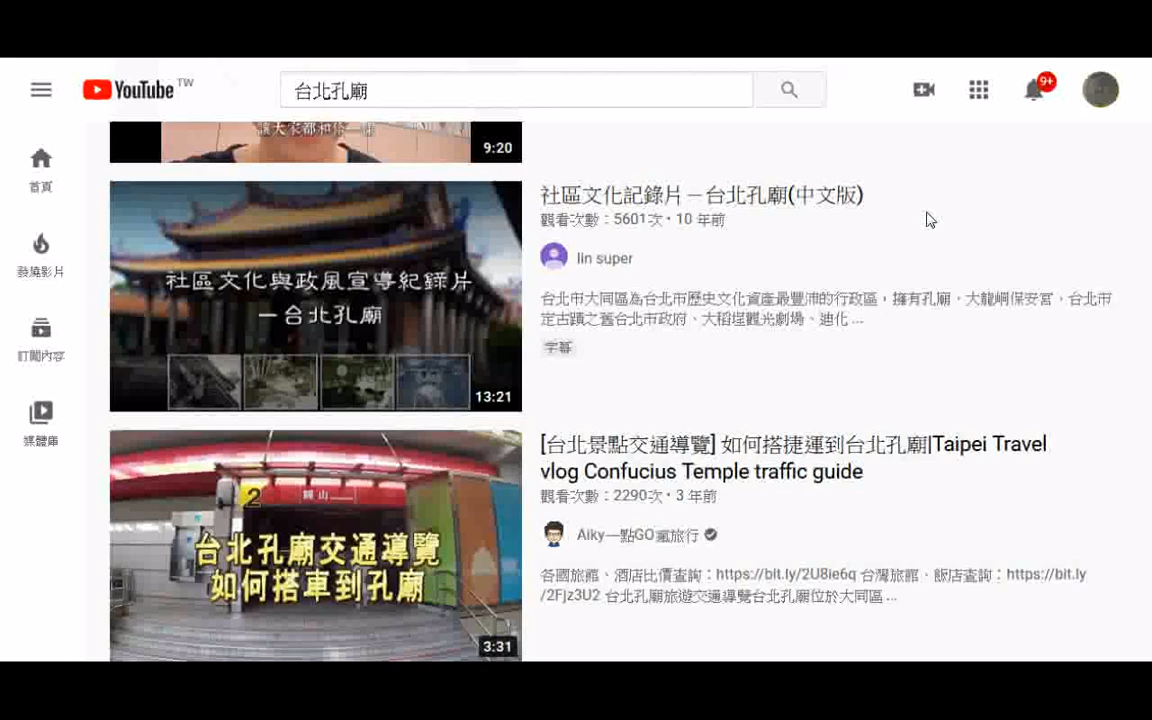 YouTube TW
台北孔廟
9+
讓大家都和你一樣
9:20
首頁
發燒影片
訂閱內容
媒體庫
社區文化與政風宣導紀錄片
—台北孔廟
13:21
社區文化記錄片－台北孔廟(中文版)
觀看次數：5601次 • 10 年前
lin super
台北市大同區為台北市歷史文化資產最豐沛的行政區，擁有孔廟、大龍峒保安宮，台北市
定古蹟之舊台北市政府、大稻埕觀光劇場、迪化 ...
字幕
2
圓山
台北孔廟交通導覽
如何搭車到孔廟
3:31
[台北景點交通導覽] 如何搭捷運到台北孔廟|Taipei Travel
vlog Confucius Temple traffic guide
觀看次數：2290次 • 3 年前
Aiky一點GO瘋旅行
各國旅館、酒店比價查詢：https://bit.ly/2U8ie6q 台灣旅館、飯店查詢：https://bit.ly
/2Fjz3U2 台北孔廟旅遊交通導覽台北孔廟位於大同區 ...